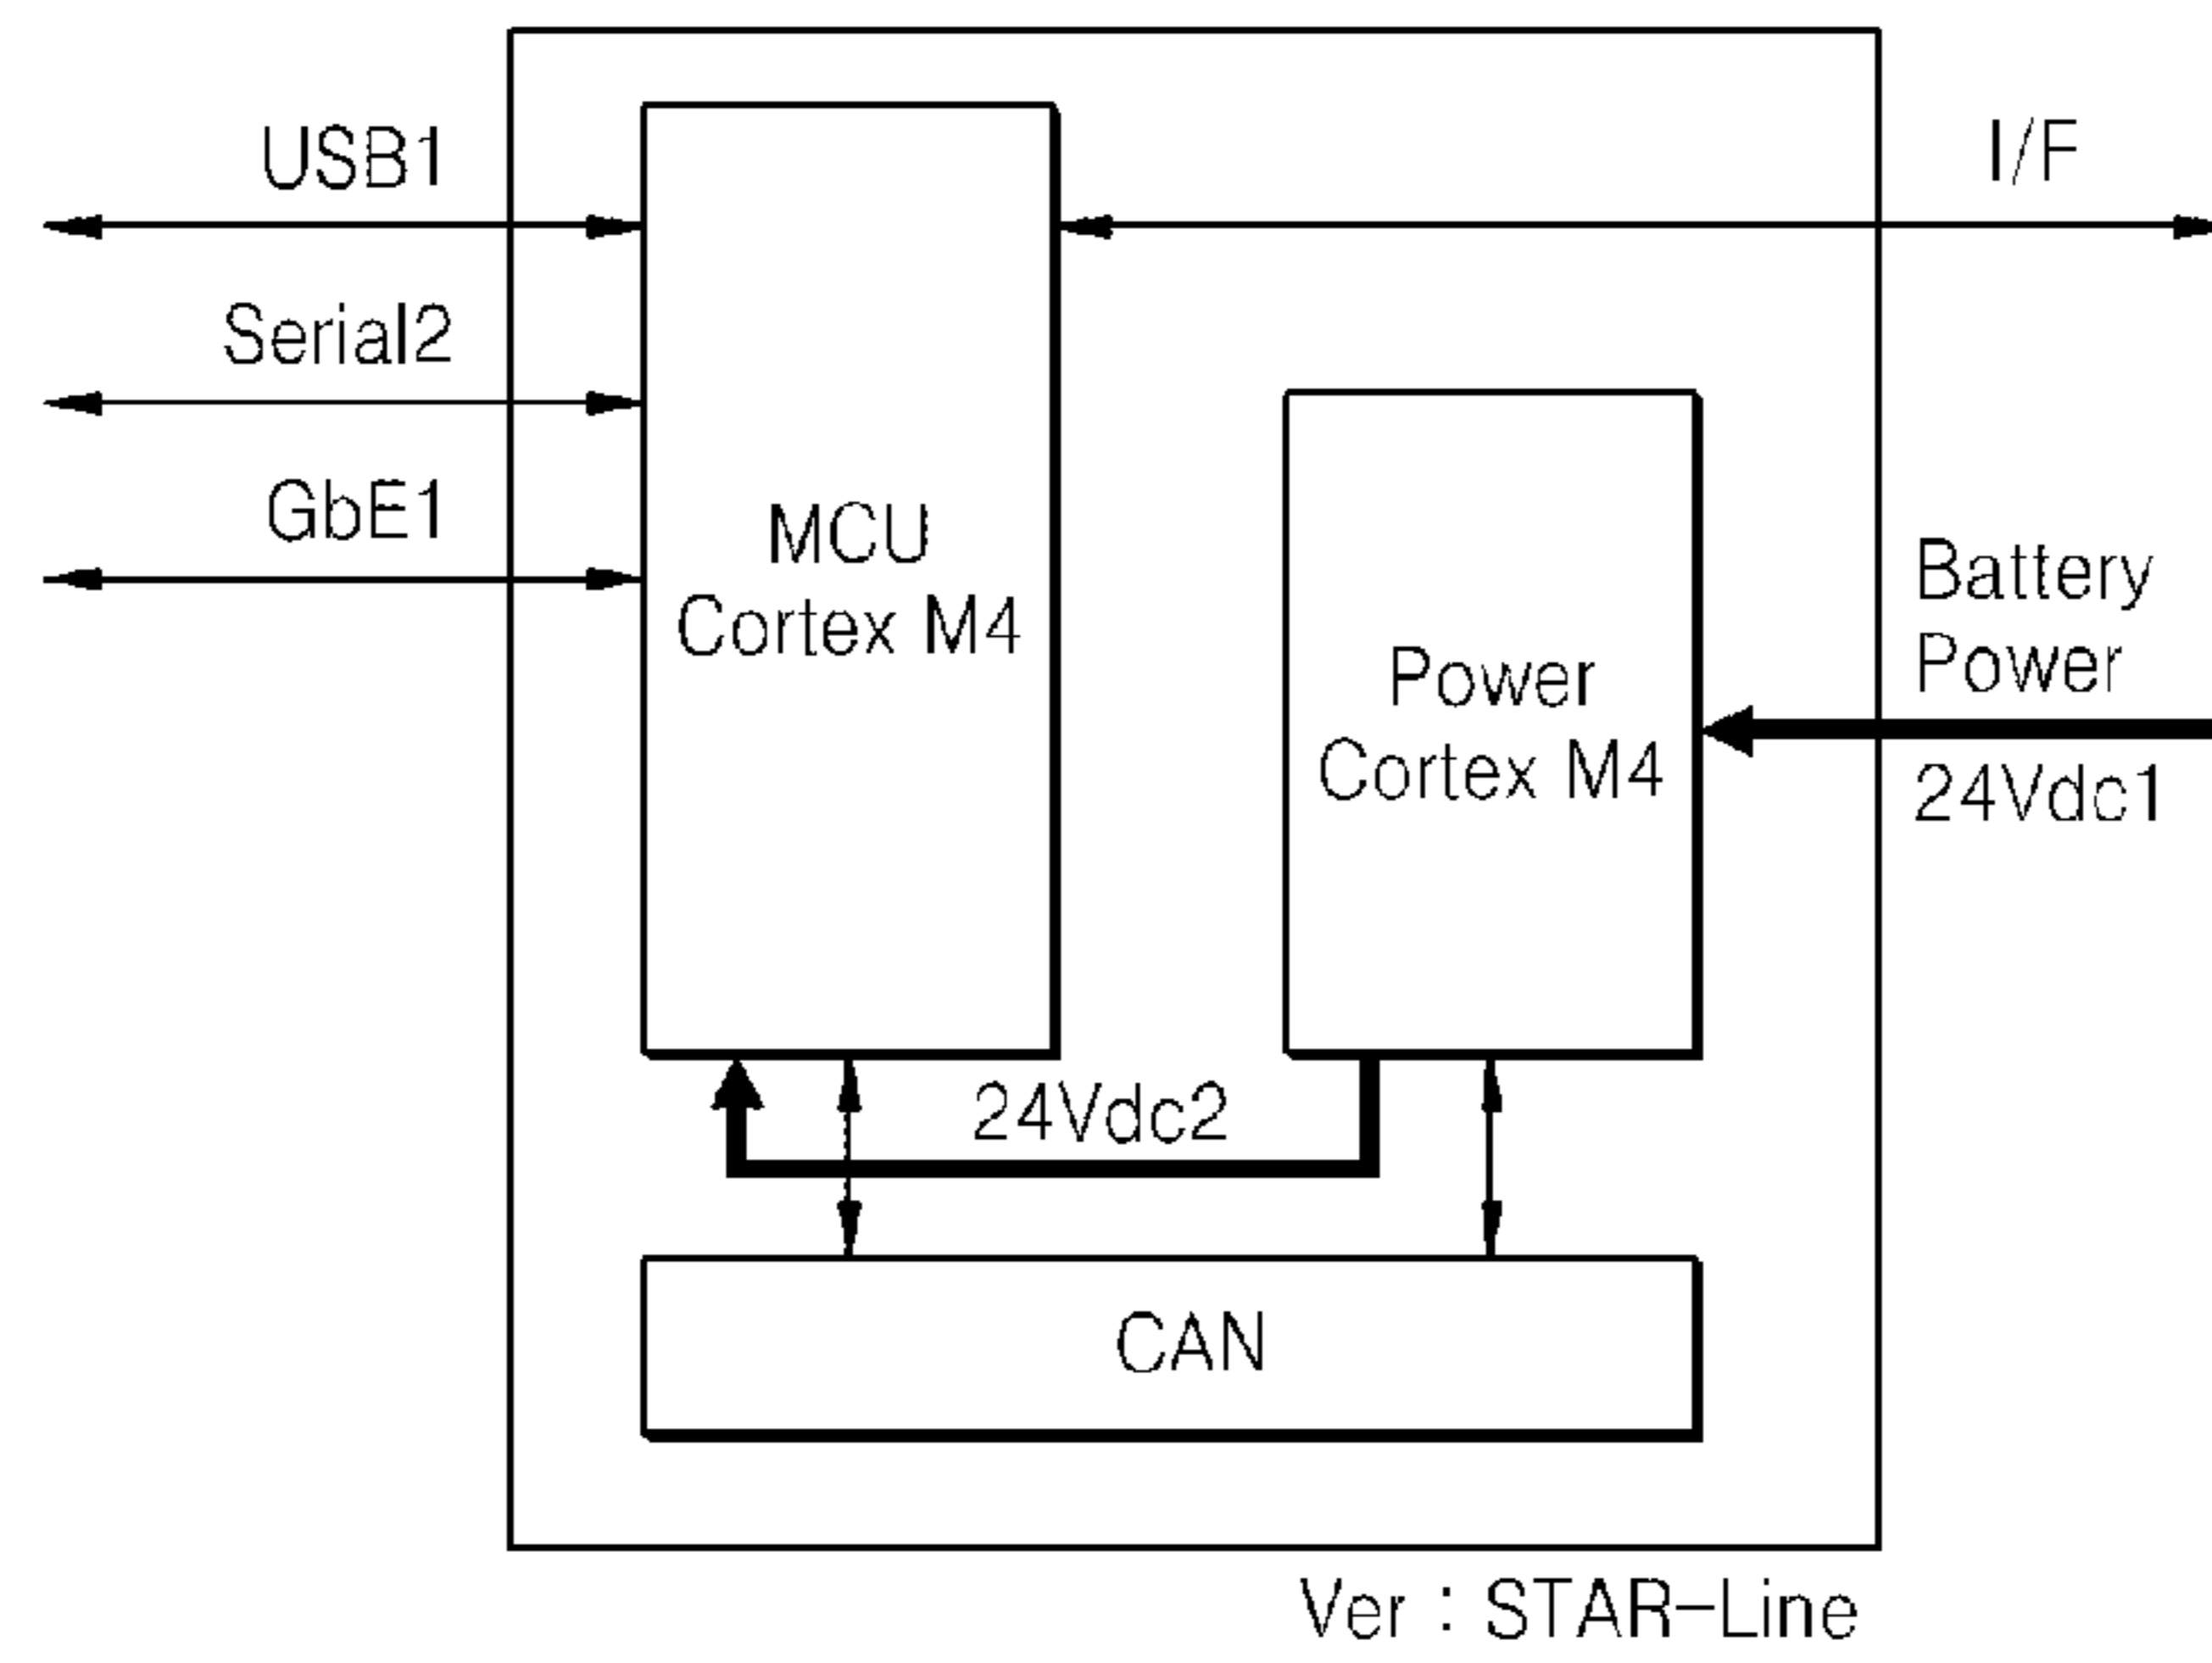 USB1
I/F
Serial2
GbE1
MCU
Cortex M4
Battery
Power
24Vdc1
Power
Cortex M4
24Vdc2
CAN
Ver : STAR-Line